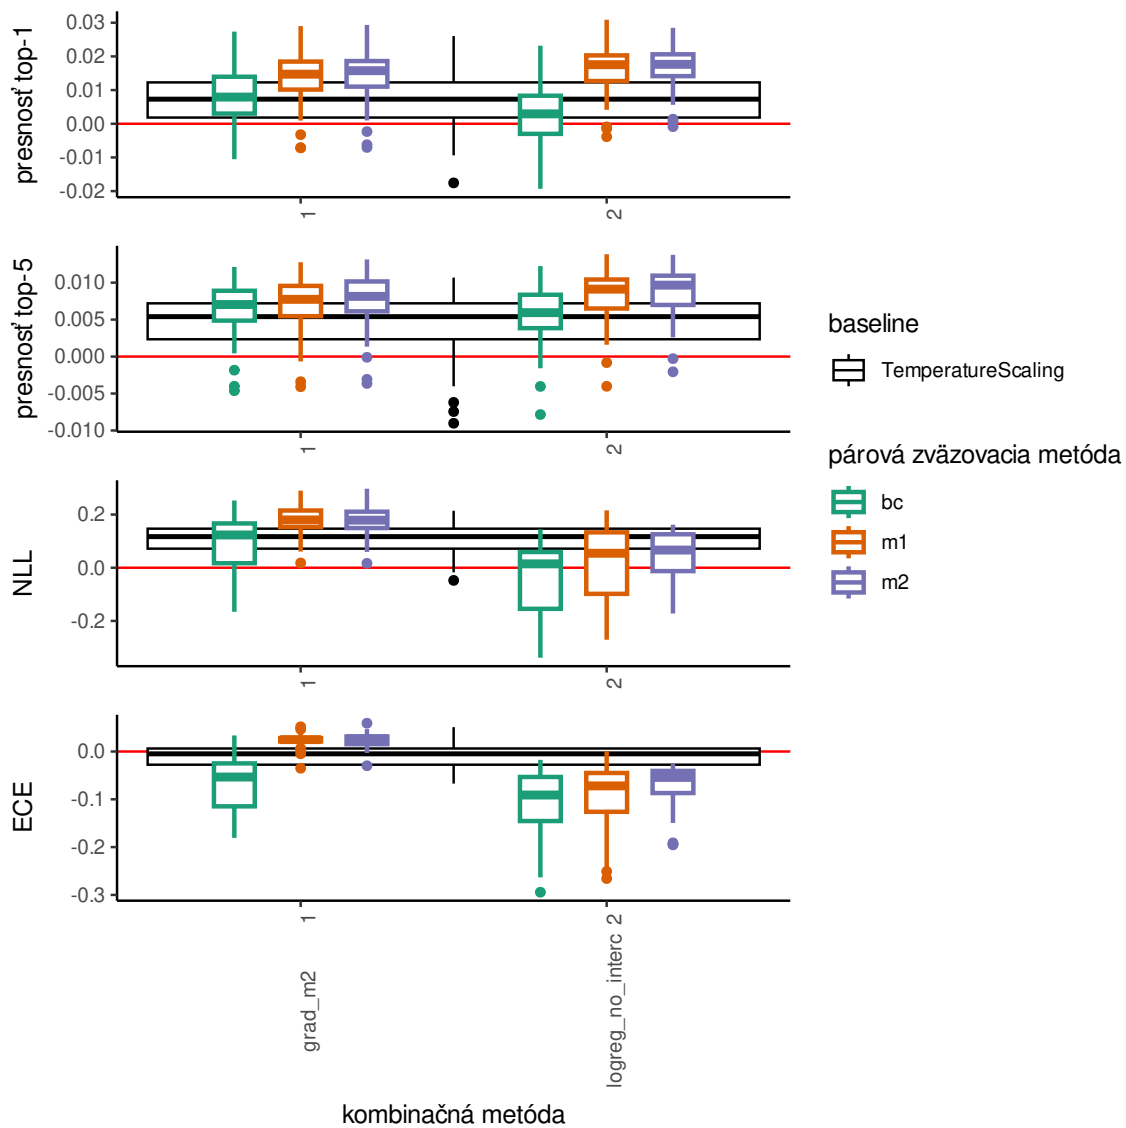 presnosť top-1
0.03
0.02
0.01
0.00
-0.01
-0.02
1
2
presnosť top-5
0.010
0.005
0.000
-0.005
-0.010
1
2
NLL
0.2
0.0
-0.2
1
2
ECE
0.0
-0.1
-0.2
-0.3
1
2
grad_m2
logreg_no_interc
kombinačná metóda
baseline
TemperatureScaling
párová zväzovacia metóda
bc
m1
m2